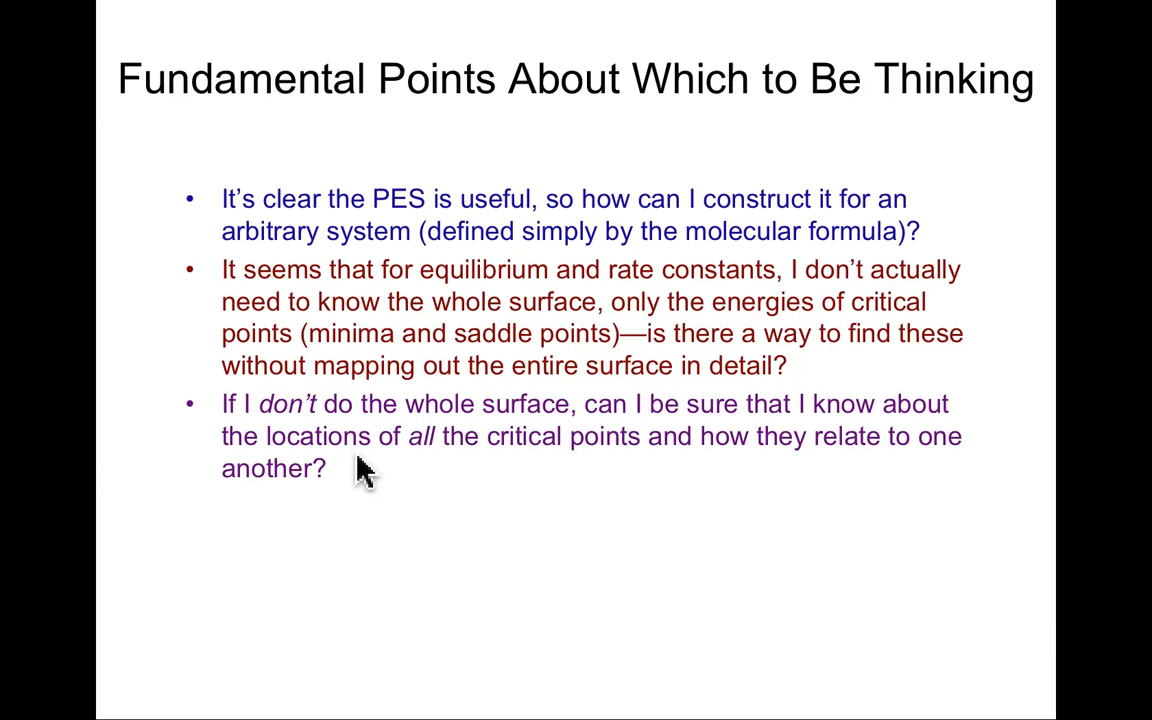 Fundamental Points About Which to Be Thinking
• It’s clear the PES is useful, so how can I construct it for an
arbitrary system (defined simply by the molecular formula)?
• It seems that for equilibrium and rate constants, I don’t actually
need to know the whole surface, only the energies of critical
points (minima and saddle points)—is there a way to find these
without mapping out the entire surface in detail?
• If I don’t do the whole surface, can I be sure that I know about
the locations of all the critical points and how they relate to one
another?